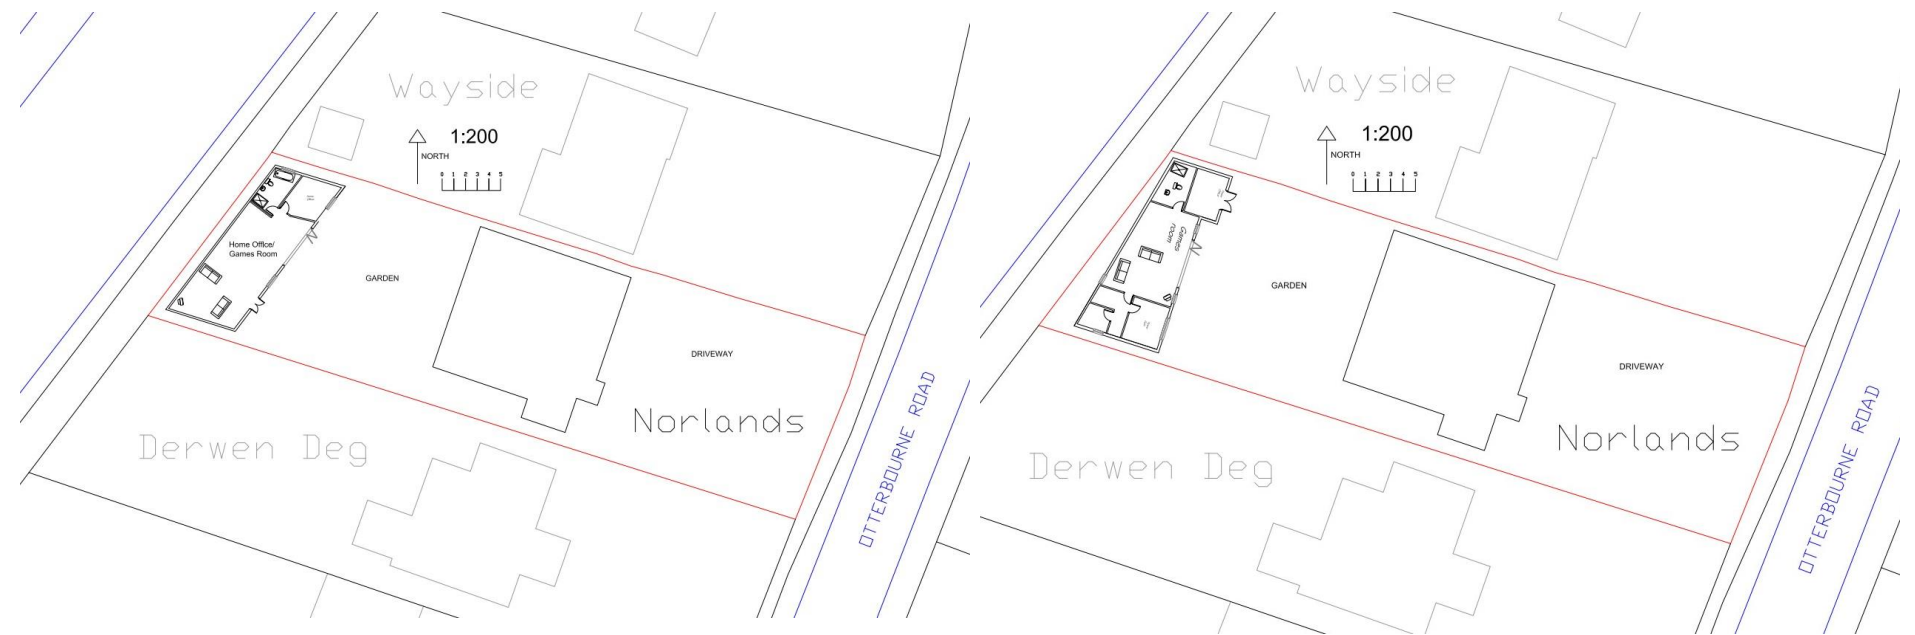 Wayside
1:200
NORTH
0 1 2 3 4 5
Home Office/
Games Room
GARDEN
DRIVEWAY
Norlands
Derwen Deg
OTTERBOURNE ROAD
Wayside
1:200
NORTH
0 1 2 3 4 5
Games
room
GARDEN
DRIVEWAY
Norlands
Derwen Deg
OTTERBOURNE ROAD